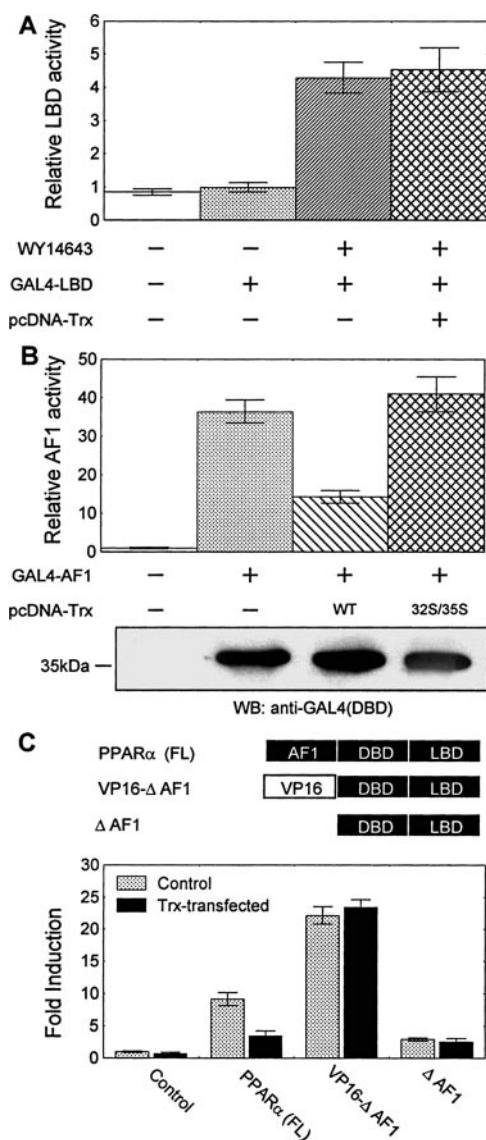 A
Relative LBD activity
6
5
4
3
2
1
0
WY14643 − − + +
GAL4-LBD − + + +
pcDNA-Trx − − − +
B
Relative AF1 activity
50
40
30
20
10
0
GAL4-AF1 − + + +
pcDNA-Trx − − WT 32S/35S
35kDa
WB: anti-GAL4(DBD)
C
PPARα (FL) AF1 DBD LBD
VP16-Δ AF1 VP16 DBD LBD
Δ AF1 DBD LBD
Fold Induction
30
25
20
15
10
5
0
Control
Trx-transfected
Control
PPARα (FL)
VP16-Δ AF1
Δ AF1